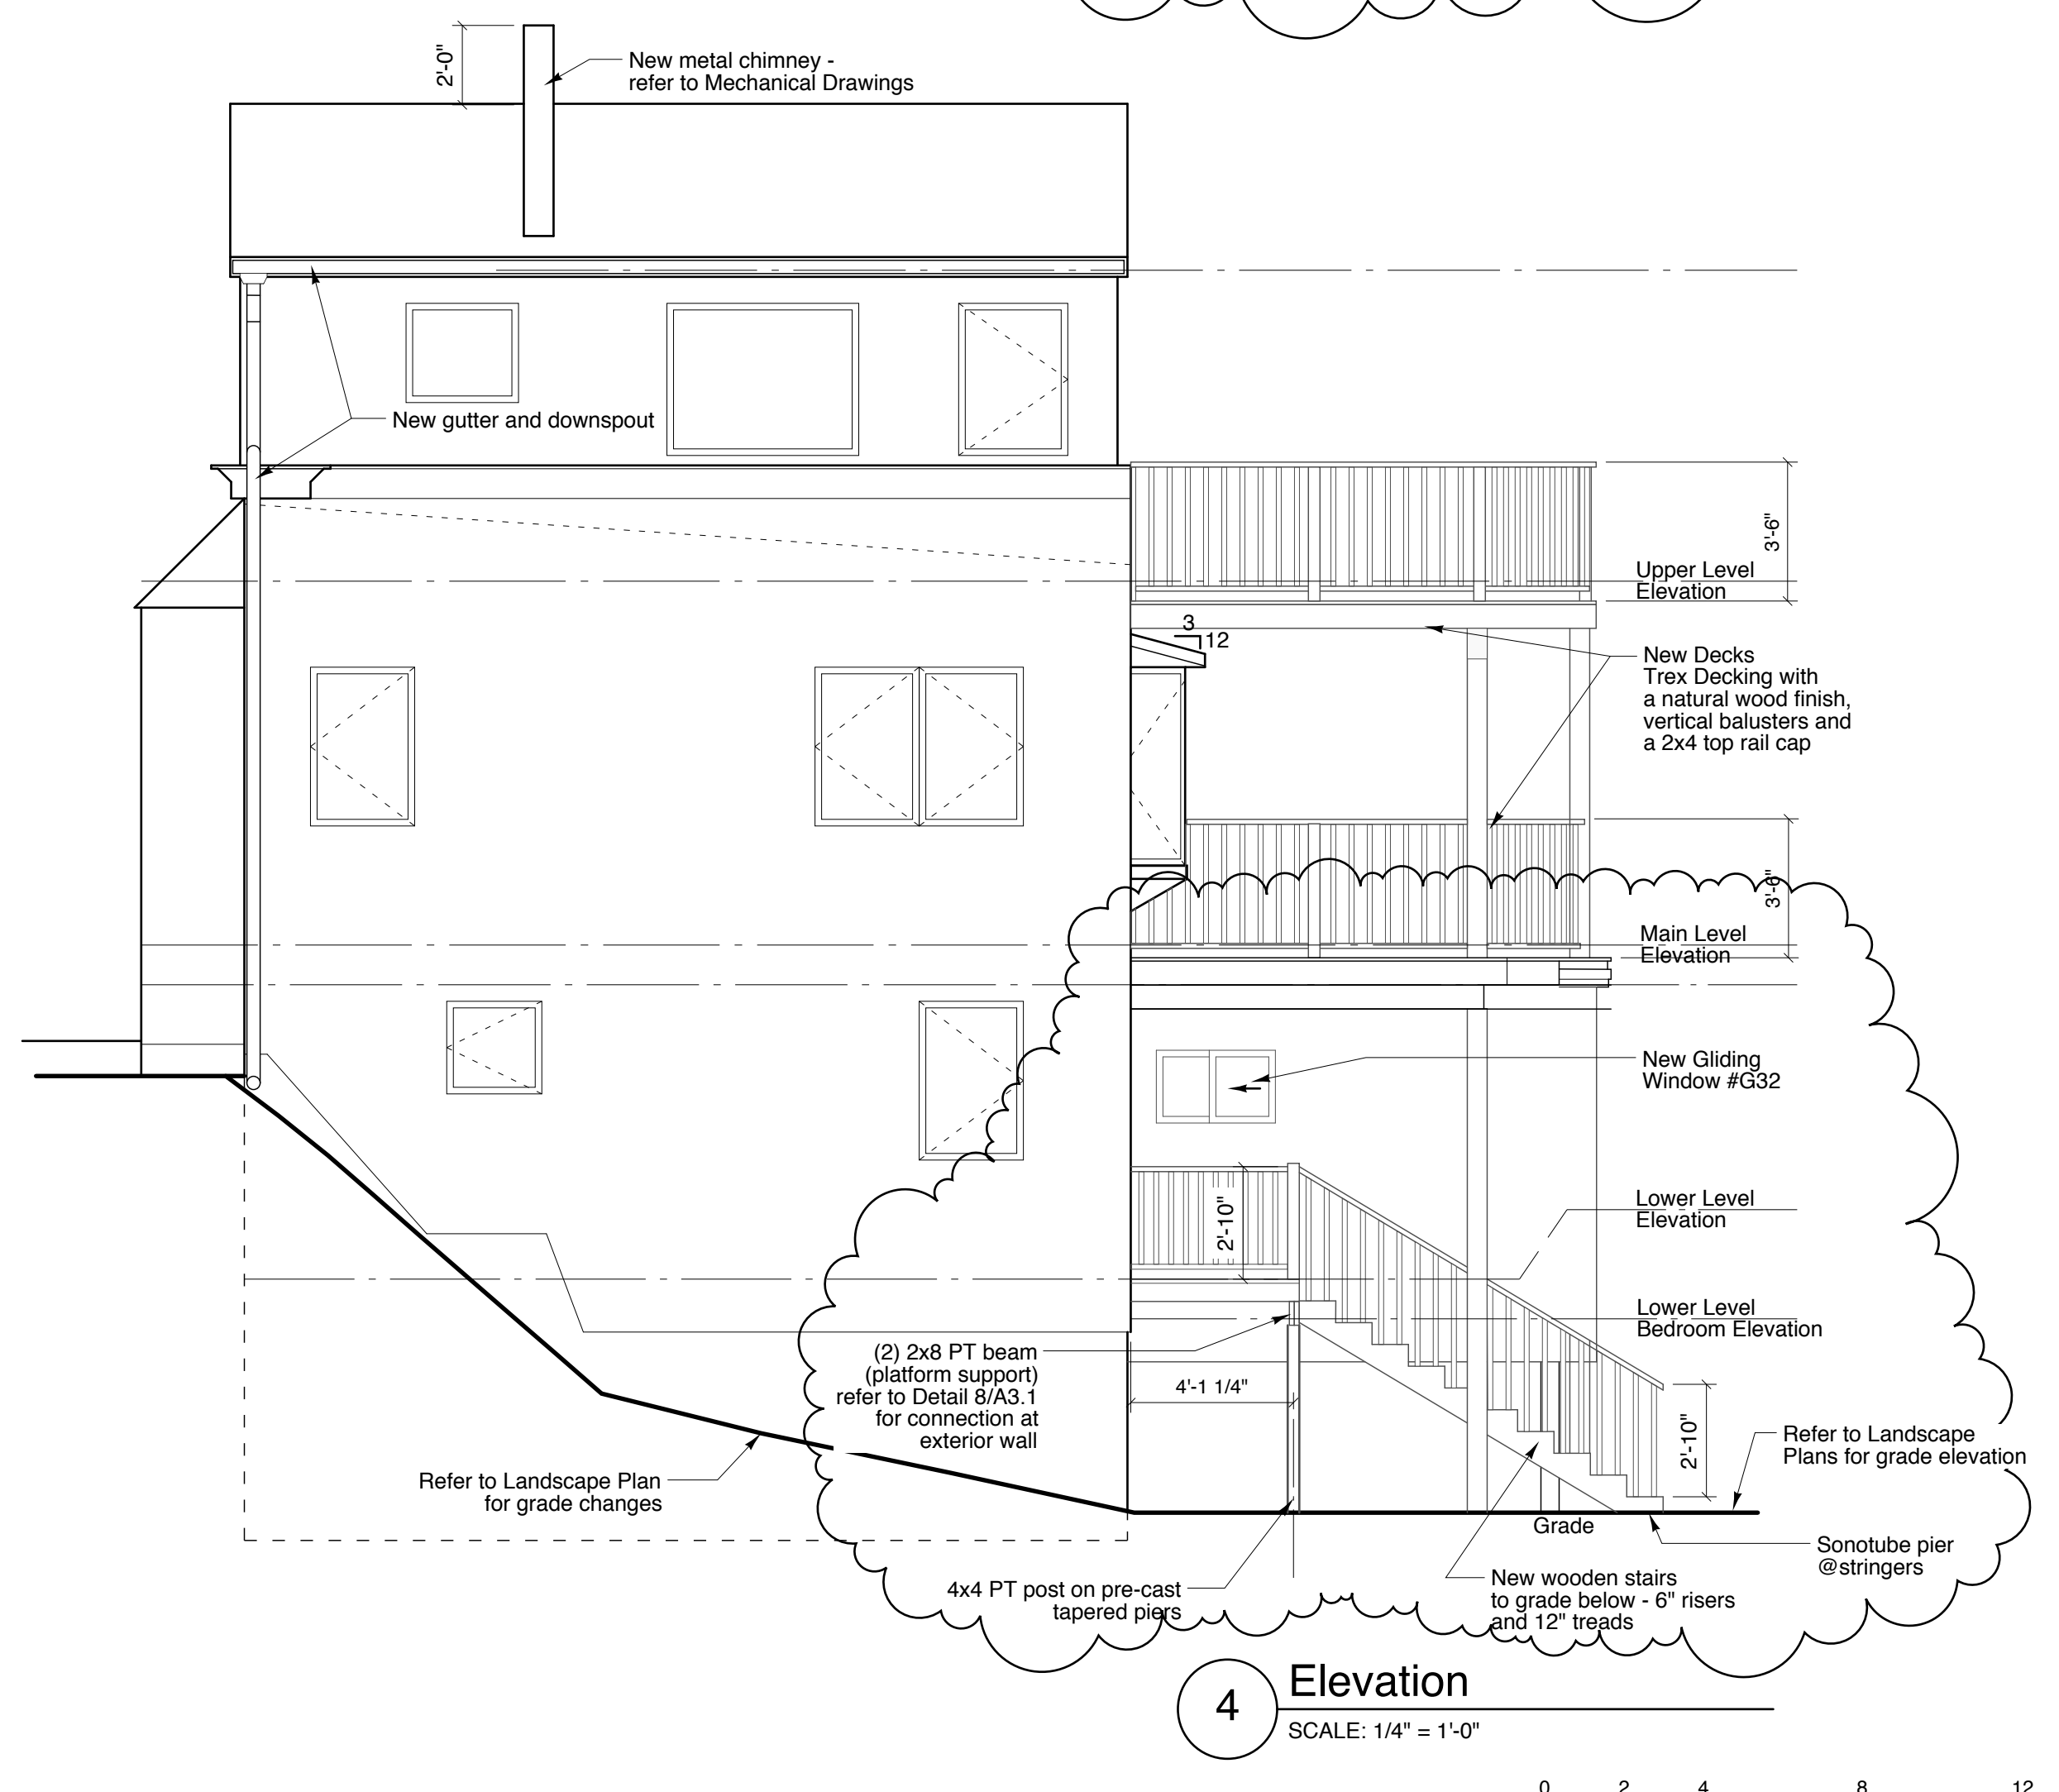 2'-0"
New metal chimney -
refer to Mechanical Drawings
New gutter and downspout
3'-6"
Upper Level
Elevation
3
12
New Decks
Trex Decking with
a natural wood finish,
vertical balusters and
a 2x4 top rail cap
3'-6"
Main Level
Elevation
New Gliding
Window #G32
2'-10"
Lower Level
Elevation
Lower Level
Bedroom Elevation
(2) 2x8 PT beam
(platform support)
refer to Detail 8/A3.1
for connection at
exterior wall
4'-1 1/4"
2'-10"
Refer to Landscape
Plans for grade elevation
Refer to Landscape Plan
for grade changes
Grade
Sonotube pier
@stringers
4x4 PT post on pre-cast
tapered piers
New wooden stairs
to grade below - 6" risers
and 12" treads
4
Elevation
SCALE: 1/4" = 1'-0"
0 2 4 8 12